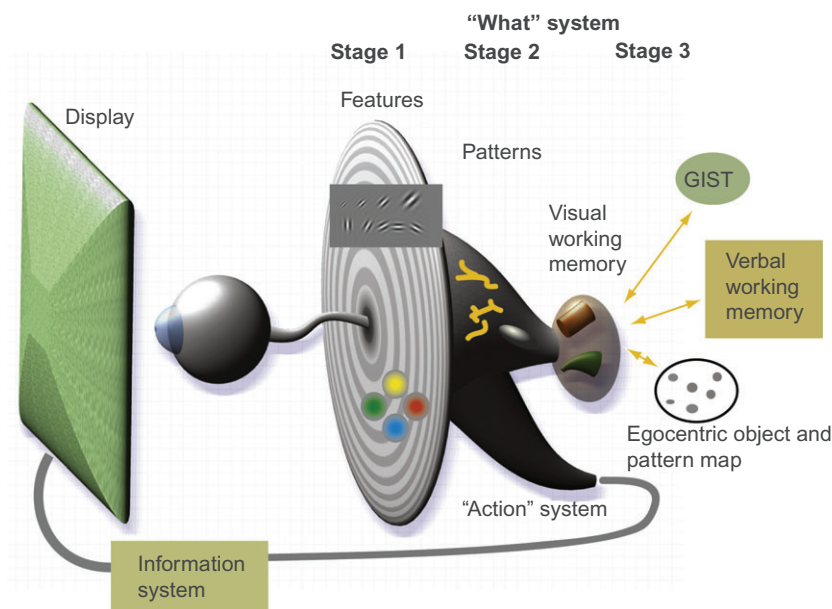 “What” system
Stage 1
Stage 2
Stage 3
Features
Display
Patterns
GIST
Visual
working
memory
Verbal
working
memory
Egocentric object and
pattern map
“Action” system
Information
system